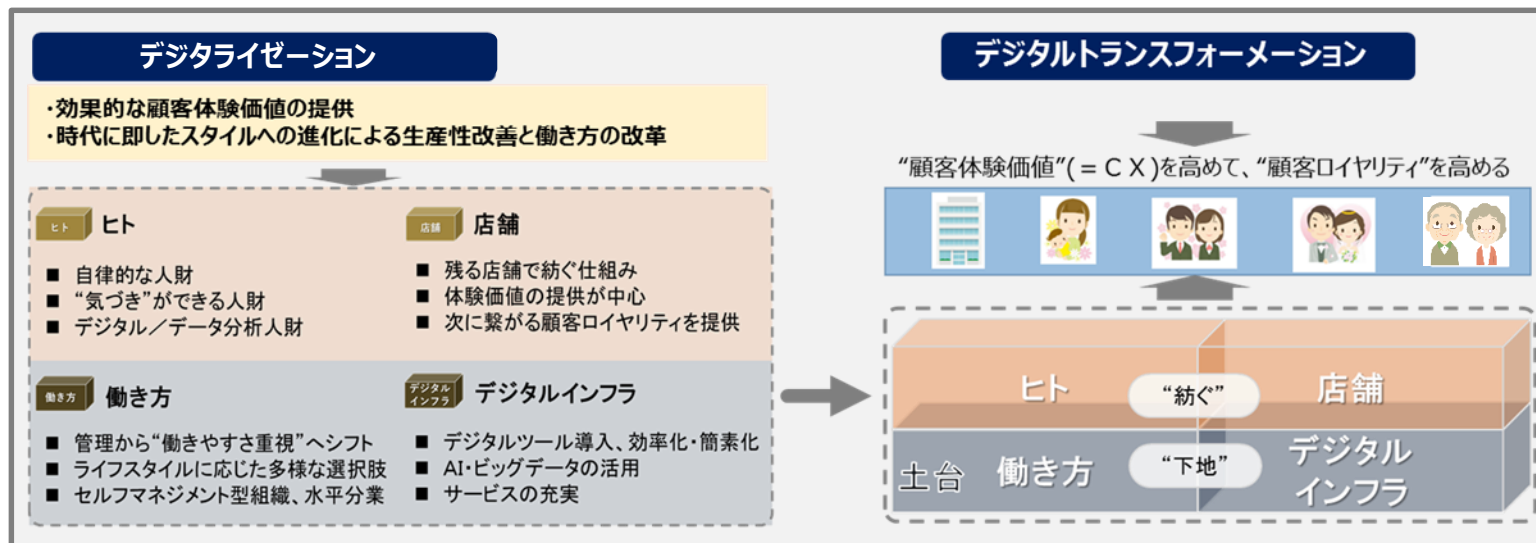 デジタライゼーション
・効果的な顧客体験価値の提供
・時代に即したスタイルへの進化による生産性改善と働き方の改革
ヒト
ヒト
■ 自律的な人財
■ “気づき”ができる人財
■ デジタル／データ分析人財
店舗
店舗
■ 残る店舗で紡ぐ仕組み
■ 体験価値の提供が中心
■ 次に繋がる顧客ロイヤリティを提供
働き方
働き方
■ 管理から“働きやすさ重視”へシフト
■ ライフスタイルに応じた多様な選択肢
■ セルフマネジメント型組織、水平分業
デジタル
インフラ
デジタルインフラ
■ デジタルツール導入、効率化・簡素化
■ AI・ビッグデータの活用
■ サービスの充実
デジタルトランスフォーメーション
“顧客体験価値”(=ＣＸ)を高めて、“顧客ロイヤリティ”を高める
ヒト
“紡ぐ”
店舗
土台
働き方
“下地”
デジタル
インフラ